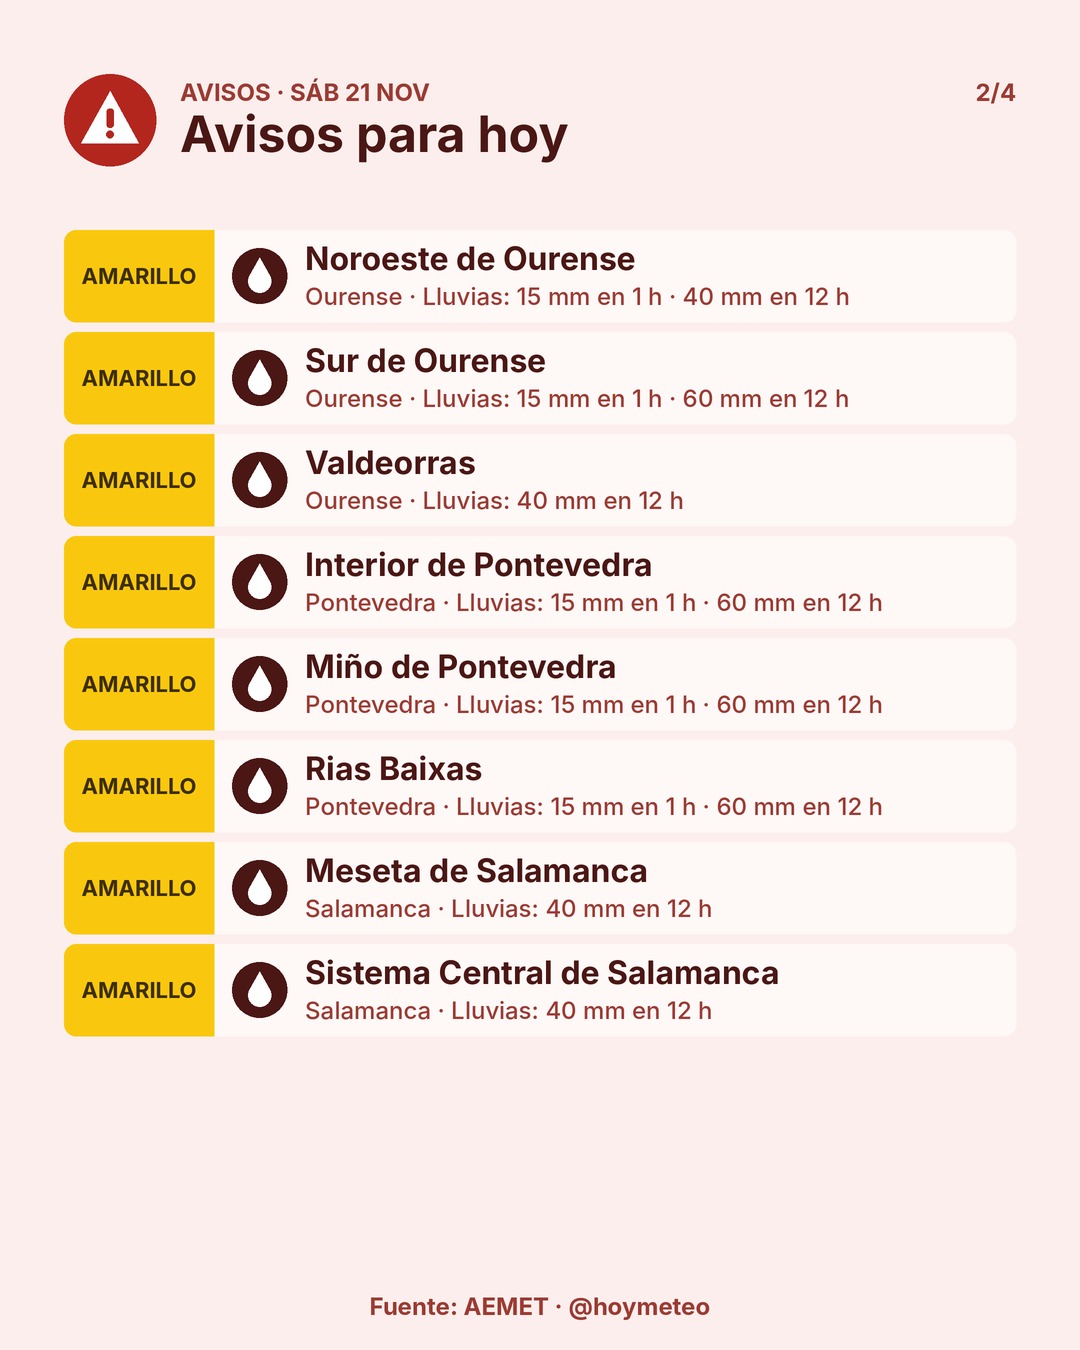 AVISOS · SÁB 21 NOV
2/4
Avisos para hoy
AMARILLO
Noroeste de Ourense
Ourense · Lluvias: 15 mm en 1 h · 40 mm en 12 h
AMARILLO
Sur de Ourense
Ourense · Lluvias: 15 mm en 1 h · 60 mm en 12 h
AMARILLO
Valdeorras
Ourense · Lluvias: 40 mm en 12 h
AMARILLO
Interior de Pontevedra
Pontevedra · Lluvias: 15 mm en 1 h · 60 mm en 12 h
AMARILLO
Miño de Pontevedra
Pontevedra · Lluvias: 15 mm en 1 h · 60 mm en 12 h
AMARILLO
Rias Baixas
Pontevedra · Lluvias: 15 mm en 1 h · 60 mm en 12 h
AMARILLO
Meseta de Salamanca
Salamanca · Lluvias: 40 mm en 12 h
AMARILLO
Sistema Central de Salamanca
Salamanca · Lluvias: 40 mm en 12 h
Fuente: AEMET · @hoymeteo